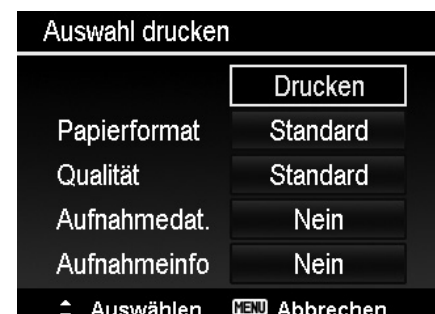 Auswahl drucken
Drucken
Papierformat Standard
Qualität Standard
Aufnahmedat. Nein
Aufnahmeinfo Nein
Auswählen MENU Abbrechen